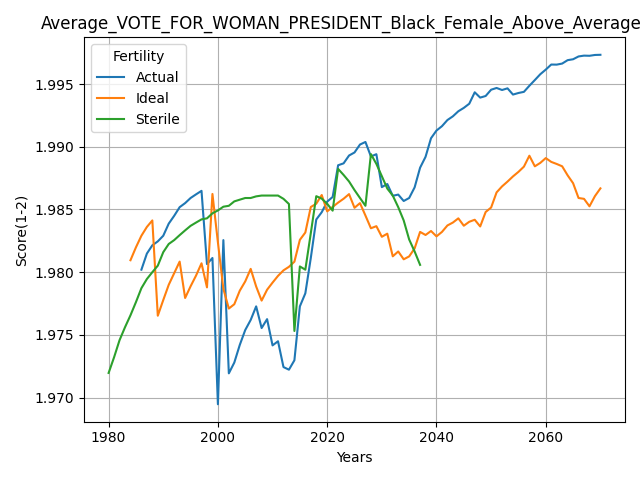 Average_VOTE_FOR_WOMAN_PRESIDENT_Black_Female_Above_Average
Fertility
Actual
Ideal
Sterile
Score(1-2)
1.995
1.990
1.985
1.980
1.975
1.970
1980 2000 2020 2040 2060
Years